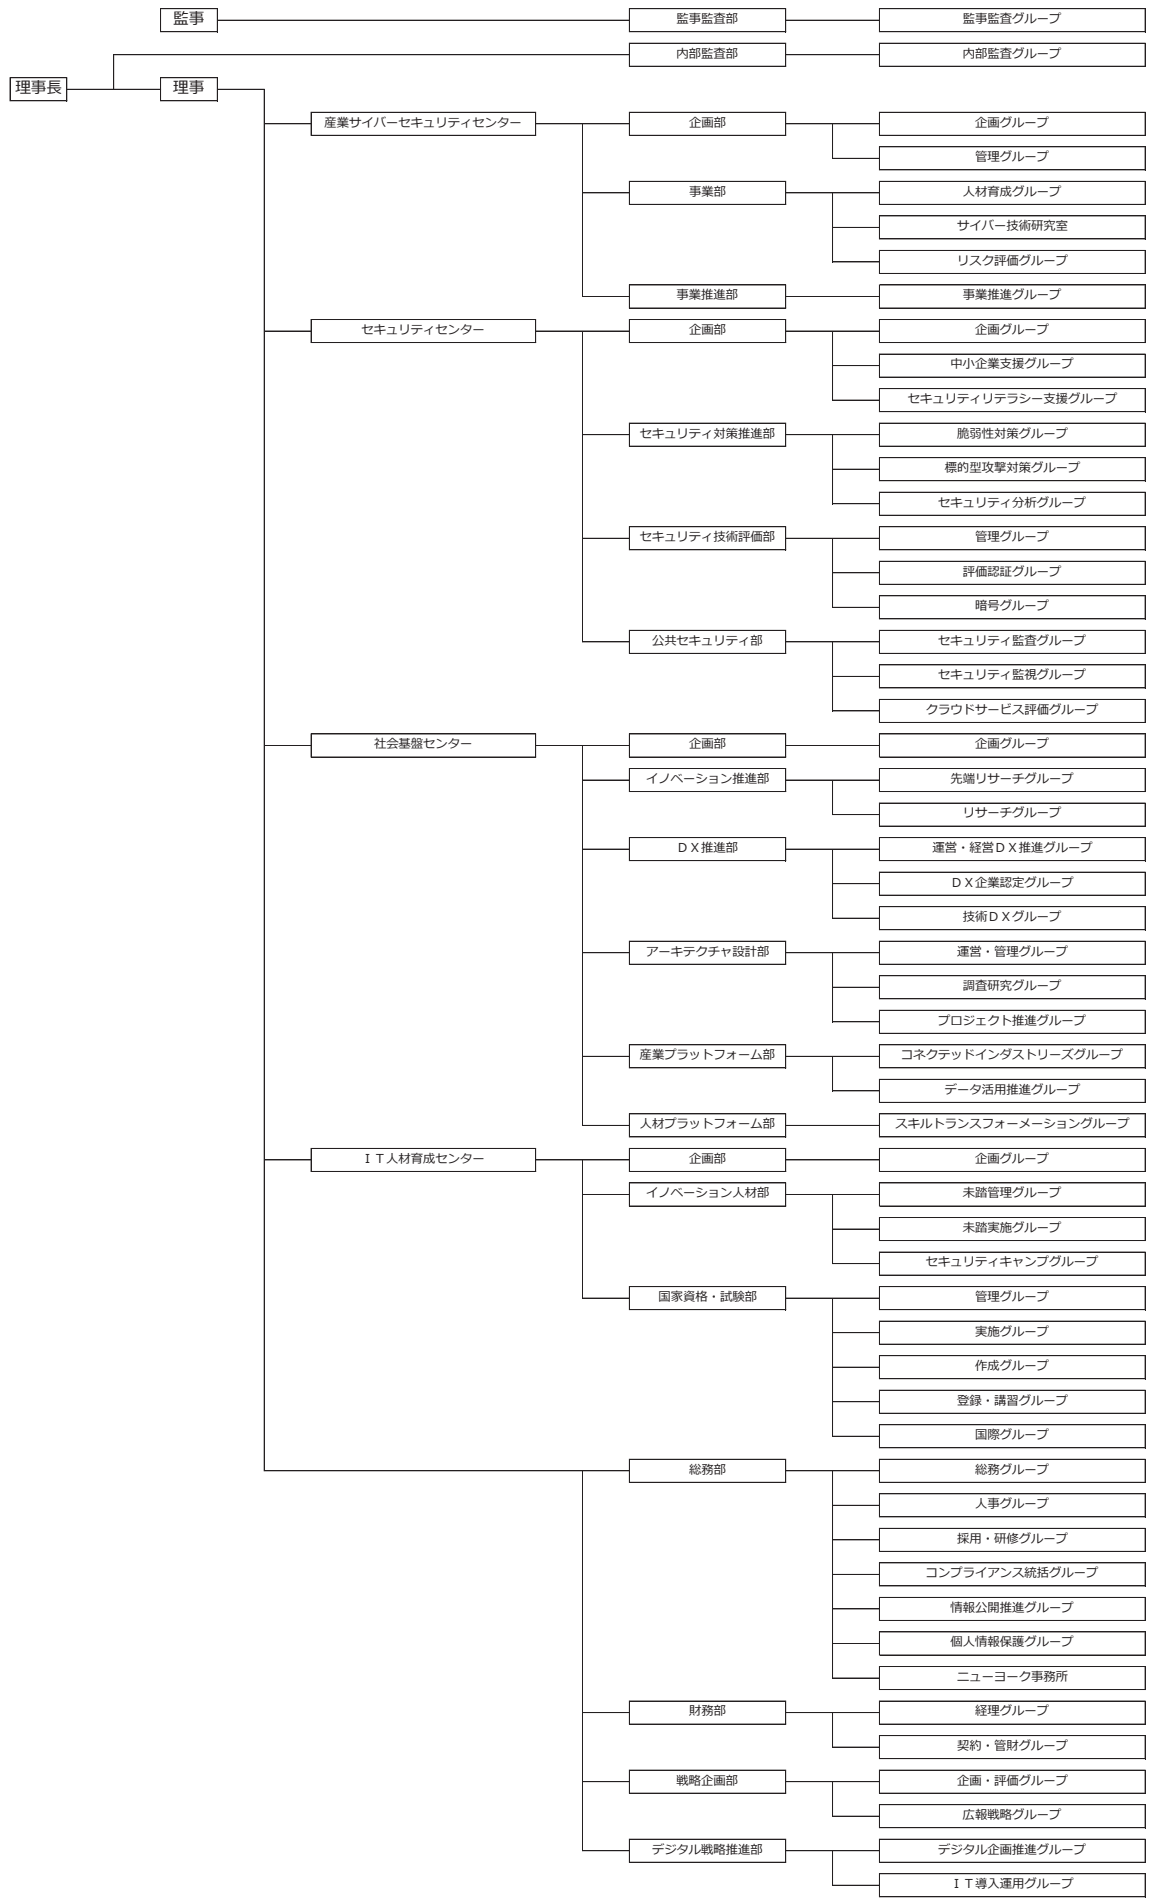 監事
監事監査部
監事監査グループ
内部監査部
内部監査グループ
理事長
理事
産業サイバーセキュリティセンター
企画部
企画グループ
管理グループ
事業部
人材育成グループ
サイバー技術研究室
リスク評価グループ
事業推進部
事業推進グループ
セキュリティセンター
企画部
企画グループ
中小企業支援グループ
セキュリティリテラシー支援グループ
セキュリティ対策推進部
脆弱性対策グループ
標的型攻撃対策グループ
セキュリティ分析グループ
セキュリティ技術評価部
管理グループ
評価認証グループ
暗号グループ
公共セキュリティ部
セキュリティ監査グループ
セキュリティ監視グループ
クラウドサービス評価グループ
社会基盤センター
企画部
企画グループ
イノベーション推進部
先端リサーチグループ
リサーチグループ
ＤＸ推進部
運営・経営ＤＸ推進グループ
ＤＸ企業認定グループ
技術ＤＸグループ
アーキテクチャ設計部
運営・管理グループ
調査研究グループ
プロジェクト推進グループ
産業プラットフォーム部
コネクテッドインダストリーズグループ
データ活用推進グループ
人材プラットフォーム部
スキルトランスフォーメーショングループ
ＩＴ人材育成センター
企画部
企画グループ
イノベーション人材部
未踏管理グループ
未踏実施グループ
セキュリティキャンプグループ
国家資格・試験部
管理グループ
実施グループ
作成グループ
登録・講習グループ
国際グループ
総務部
総務グループ
人事グループ
採用・研修グループ
コンプライアンス統括グループ
情報公開推進グループ
個人情報保護グループ
ニューヨーク事務所
財務部
経理グループ
契約・管財グループ
戦略企画部
企画・評価グループ
広報戦略グループ
デジタル戦略推進部
デジタル企画推進グループ
ＩＴ導入運用グループ